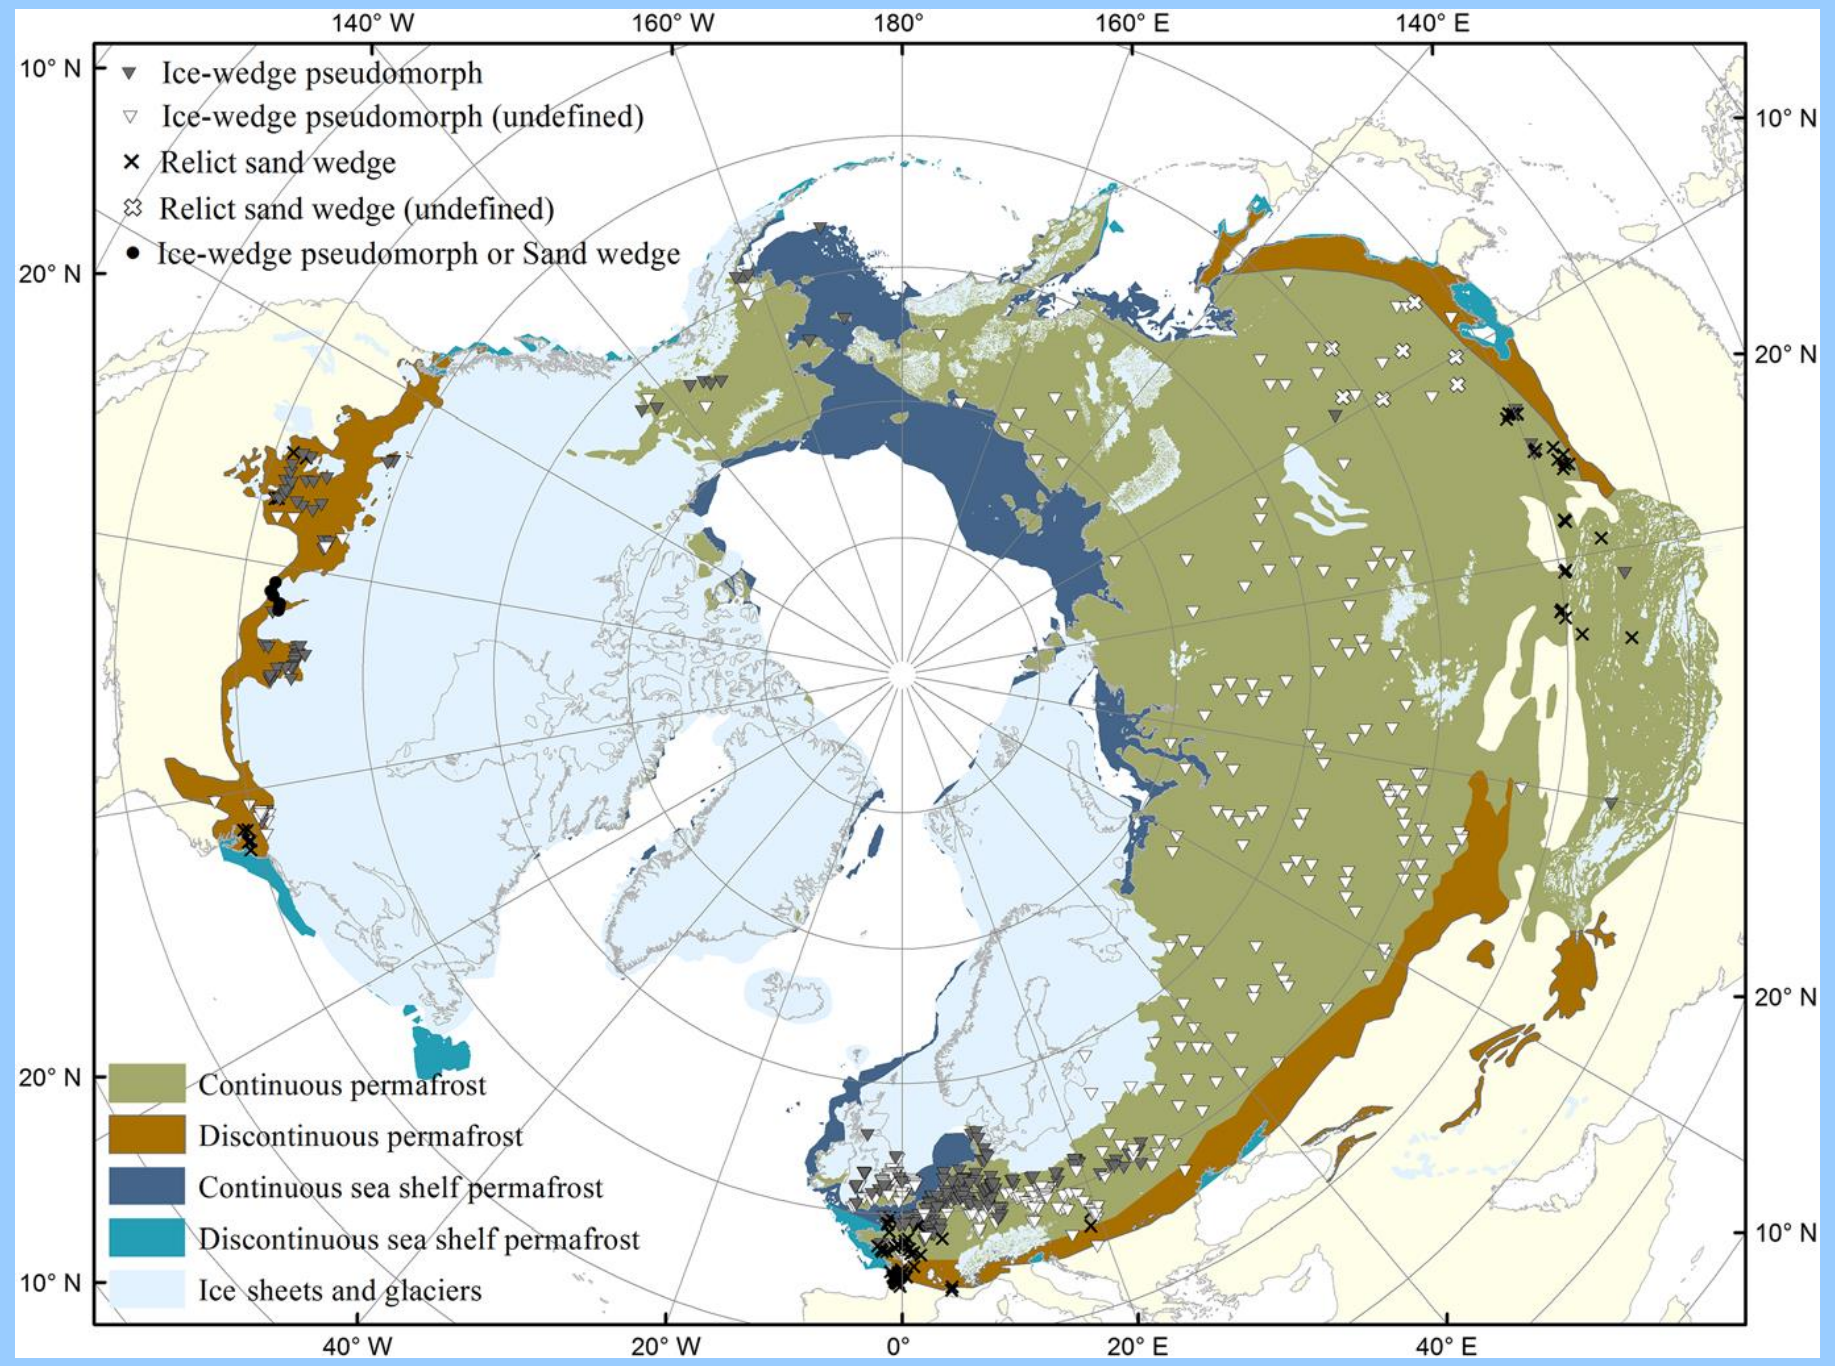 140° W 160° W 180° 160° E 140° E
10° N
Ice-wedge pseudomorph
10° N
Ice-wedge pseudomorph (undefined)
Relict sand wedge
Relict sand wedge (undefined)
Ice-wedge pseudomorph or Sand wedge
20° N
20° N
20° N
20° N
Continuous permafrost
Discontinuous permafrost
Continuous sea shelf permafrost
10° N
Discontinuous sea shelf permafrost
10° N
Ice sheets and glaciers
40° W 20° W 0° 20° E 40° E